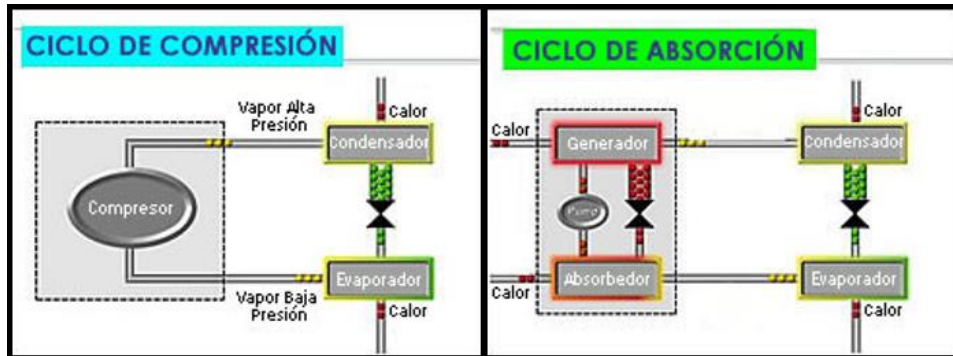 CICLO DE COMPRESIÓN
Vapor Alta
Presión
Calor
Condensador
Compresor
Evaporador
Vapor Baja
Presión
Calor
CICLO DE ABSORCIÓN
Calor
Calor
Generador
Condensador
Pump
Absorbedor
Evaporador
Calor
Calor